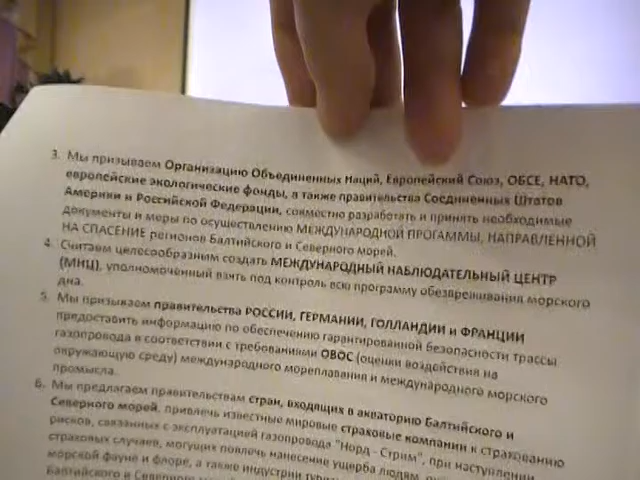 3. Мы призываем Организацию Объединенных Наций, Европейский Союз, ОБСЕ, НАТО,
европейские экологические фонды, а также правительства Соединенных Штатов
Америки и Российской Федерации, совместно разработать и принять необходимые
документы и меры по осуществлению МЕЖДУНАРОДНОЙ ПРОГАММЫ, НАПРАВЛЕННОЙ
НА СПАСЕНИЕ регионов Балтийского и Северного морей.
4. Считаем целесообразным создать МЕЖДУНАРОДНЫЙ НАБЛЮДАТЕЛЬНЫЙ ЦЕНТР
(МНЦ), уполномоченный взять под контроль всю программу обезвреживания морского
дна.
5. Мы призываем правительства РОССИИ, ГЕРМАНИИ, ГОЛЛАНДИИ и ФРАНЦИИ
предоставить информацию по обеспечению гарантированной безопасности трассы
газопровода в соответствии с требованиями ОВОС (оценки воздействия на
окружающую среду) международного мореплавания и международного морского
промысла.
6. Мы предлагаем правительствам стран, входящих в акваторию Балтийского и
Северного морей, привлечь известные мировые страховые компании к страхованию
рисков, связанных с эксплуатацией газопровода "Норд - Стрим", при наступлении
страховых случаев, могущих повлечь нанесение ущерба людям,
морской фауне и флоре, а также индустрии
Балтийского и Северного